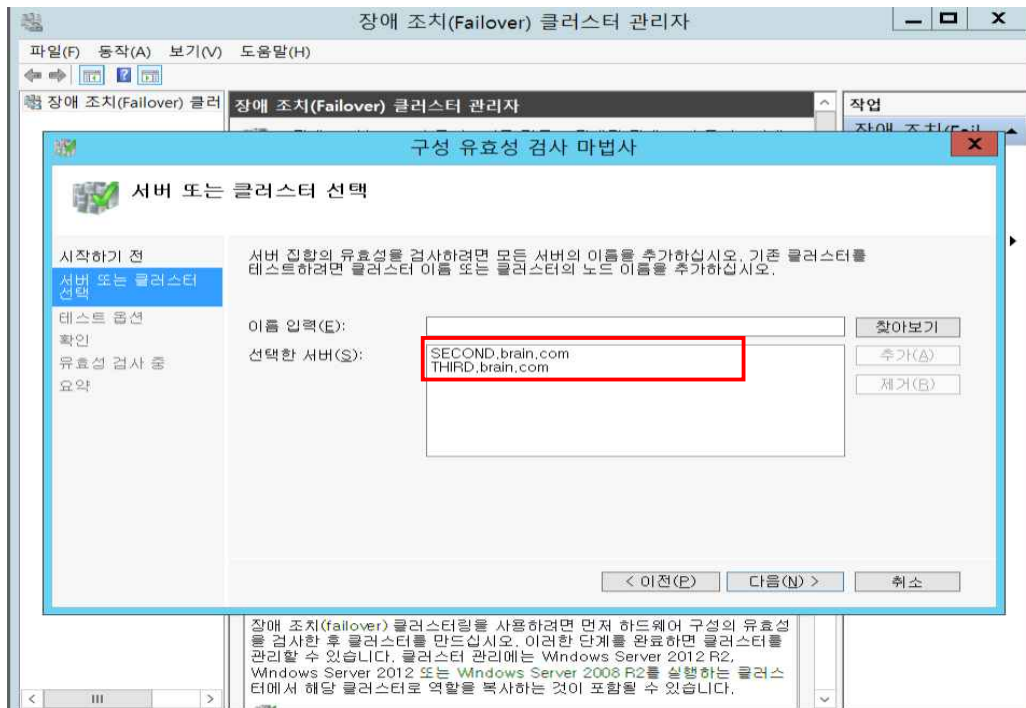 장애 조치(Failover) 클러스터 관리자
파일(F) 동작(A) 보기(V) 도움말(H)
장애 조치(Failover) 클러
장애 조치(Failover) 클러스터 관리자
작업
구성 유효성 검사 마법사
서버 또는 클러스터 선택
시작하기 전
서버 또는 클러스터
선택
테스트 옵션
확인
유효성 검사 중
요약
서버 집합의 유효성을 검사하려면 모든 서버의 이름을 추가하십시오. 기존 클러스터를
테스트하려면 클러스터 이름 또는 클러스터의 노드 이름을 추가하십시오.
이름 입력(E):
찾아보기
선택한 서버(S):
SECOND.brain.com
THIRD.brain.com
추가(A)
제거(R)
< 이전(P)
다음(N) >
취소
장애 조치(failover) 클러스터링을 사용하려면 먼저 하드웨어 구성의 유효성
을 검사한 후 클러스터를 만드십시오. 이러한 단계를 완료하면 클러스터를
관리할 수 있습니다. 클러스터 관리에는 Windows Server 2012 R2,
Windows Server 2012 또는 Windows Server 2008 R2를 실행하는 클러스
터에서 해당 클러스터로 역할을 복사하는 것이 포함될 수 있습니다.